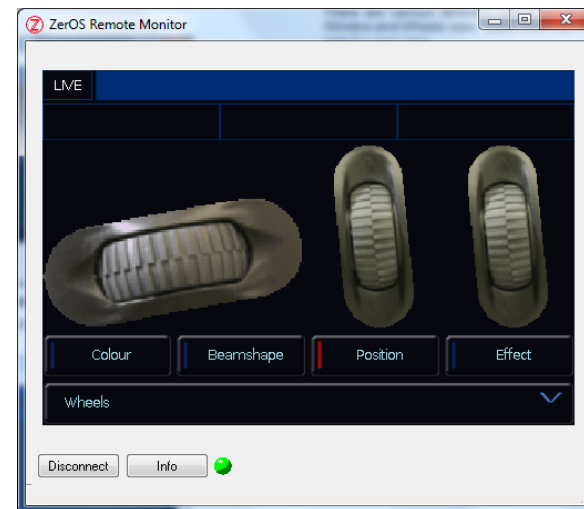 ZerOS Remote Monitor
LIVE
Colour Beamshape Position Effect
Wheels
Disconnect Info